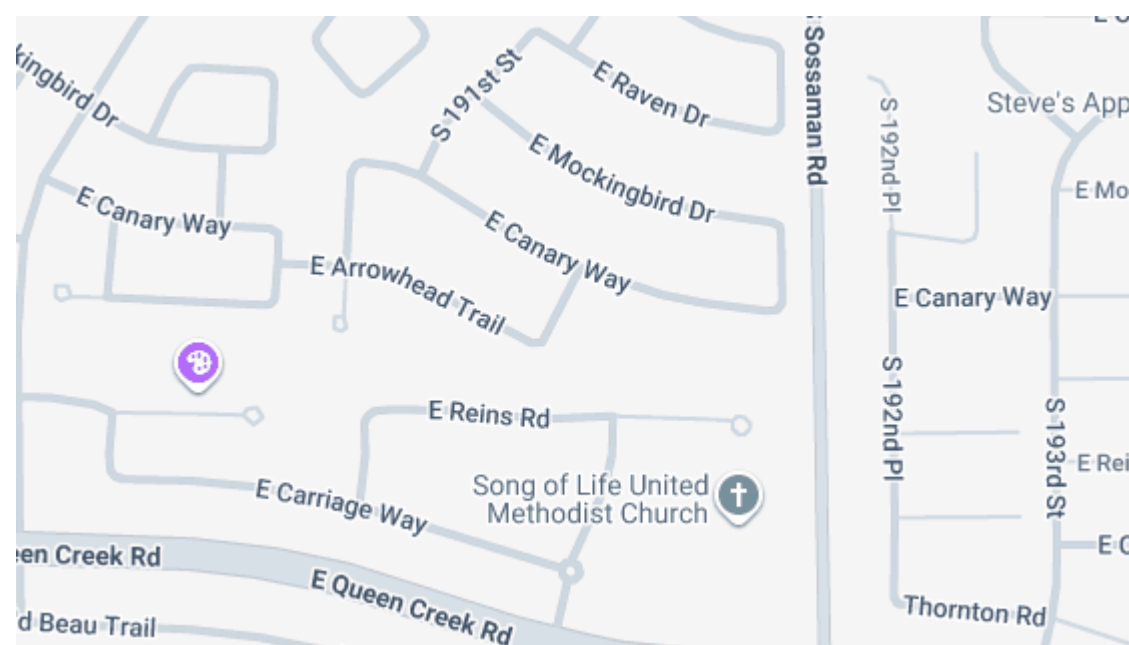 kingbird Dr
S 191st St
E Raven Dr
Sossaman Rd
S 192nd Pl
Steve's App
E Mockingbird Dr
E Mo
E Canary Way
E Canary Way
E Arrowhead Trail
E Canary Way
E Reins Rd
S 192nd Pl
S 193rd St
E Rei
Song of Life United
Methodist Church
E Carriage Way
een Creek Rd
E Queen Creek Rd
'd Beau Trail
Thornton Rd